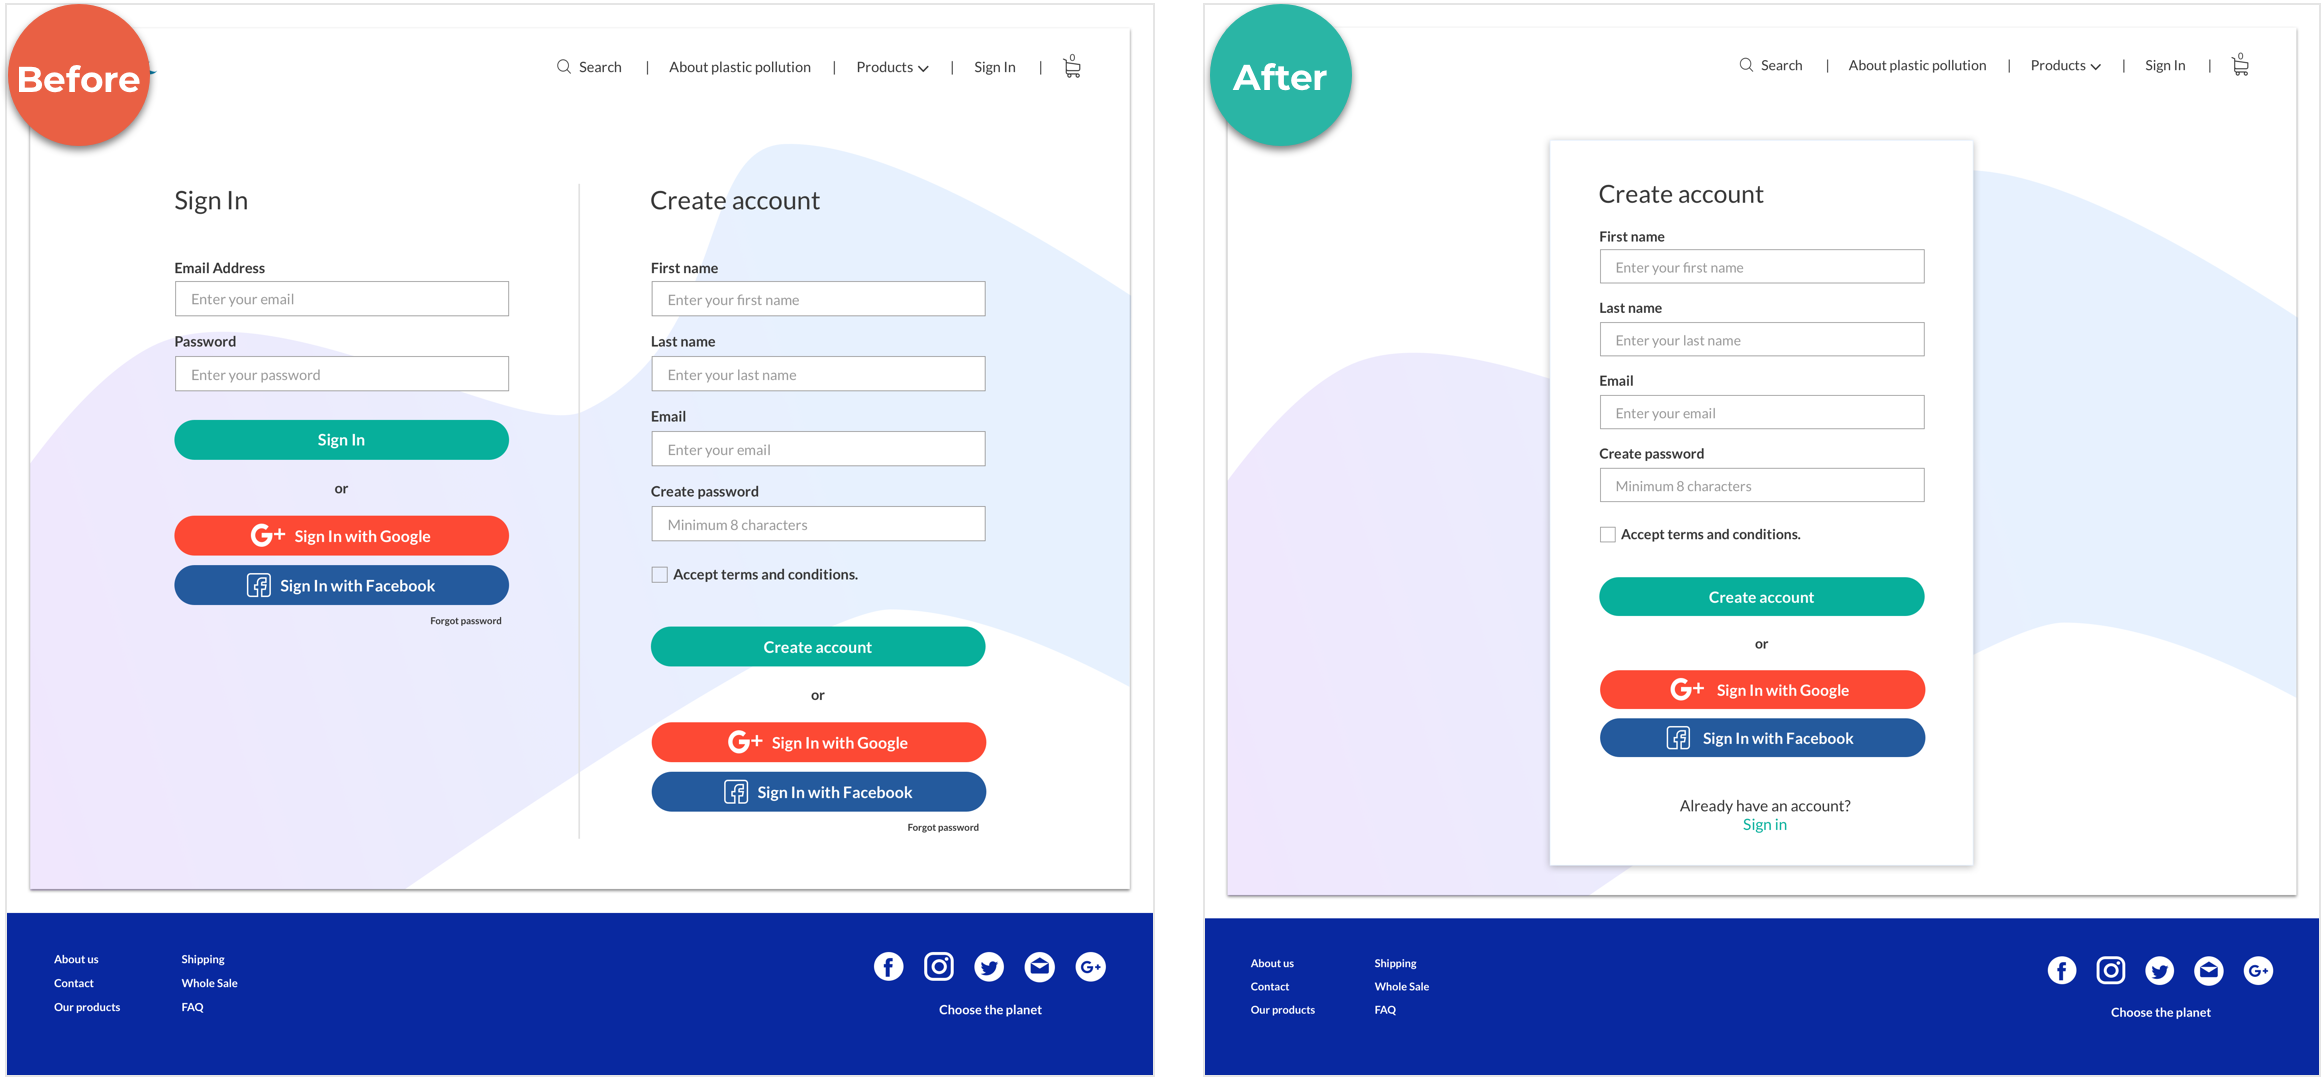 Before
Search | About plastic pollution | Products | Sign In | 0
Sign In
Email Address
Enter your email
Password
Enter your password
Sign In
or
G+ Sign In with Google
Sign In with Facebook
Forgot password
Create account
First name
Enter your first name
Last name
Enter your last name
Email
Enter your email
Create password
Minimum 8 characters
Accept terms and conditions.
Create account
or
G+ Sign In with Google
Sign In with Facebook
Forgot password
About us
Contact
Our products
Shipping
Whole Sale
FAQ
Choose the planet
After
Search | About plastic pollution | Products | Sign In | 0
Create account
First name
Enter your first name
Last name
Enter your last name
Email
Enter your email
Create password
Minimum 8 characters
Accept terms and conditions.
Create account
or
G+ Sign In with Google
Sign In with Facebook
Already have an account?
Sign in
About us
Contact
Our products
Shipping
Whole Sale
FAQ
Choose the planet